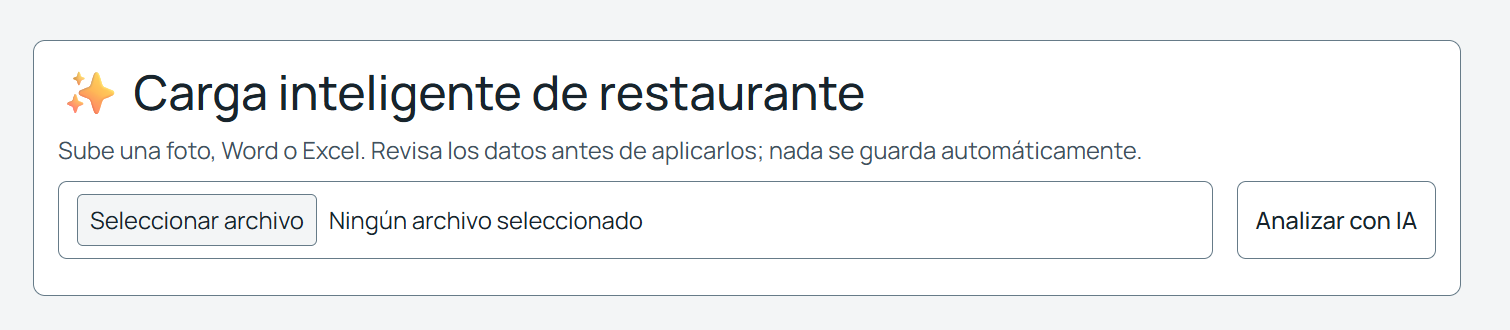 ✨ Carga inteligente de restaurante
Sube una foto, Word o Excel. Revisa los datos antes de aplicarlos; nada se guarda automáticamente.
Seleccionar archivo Ningún archivo seleccionado Analizar con IA